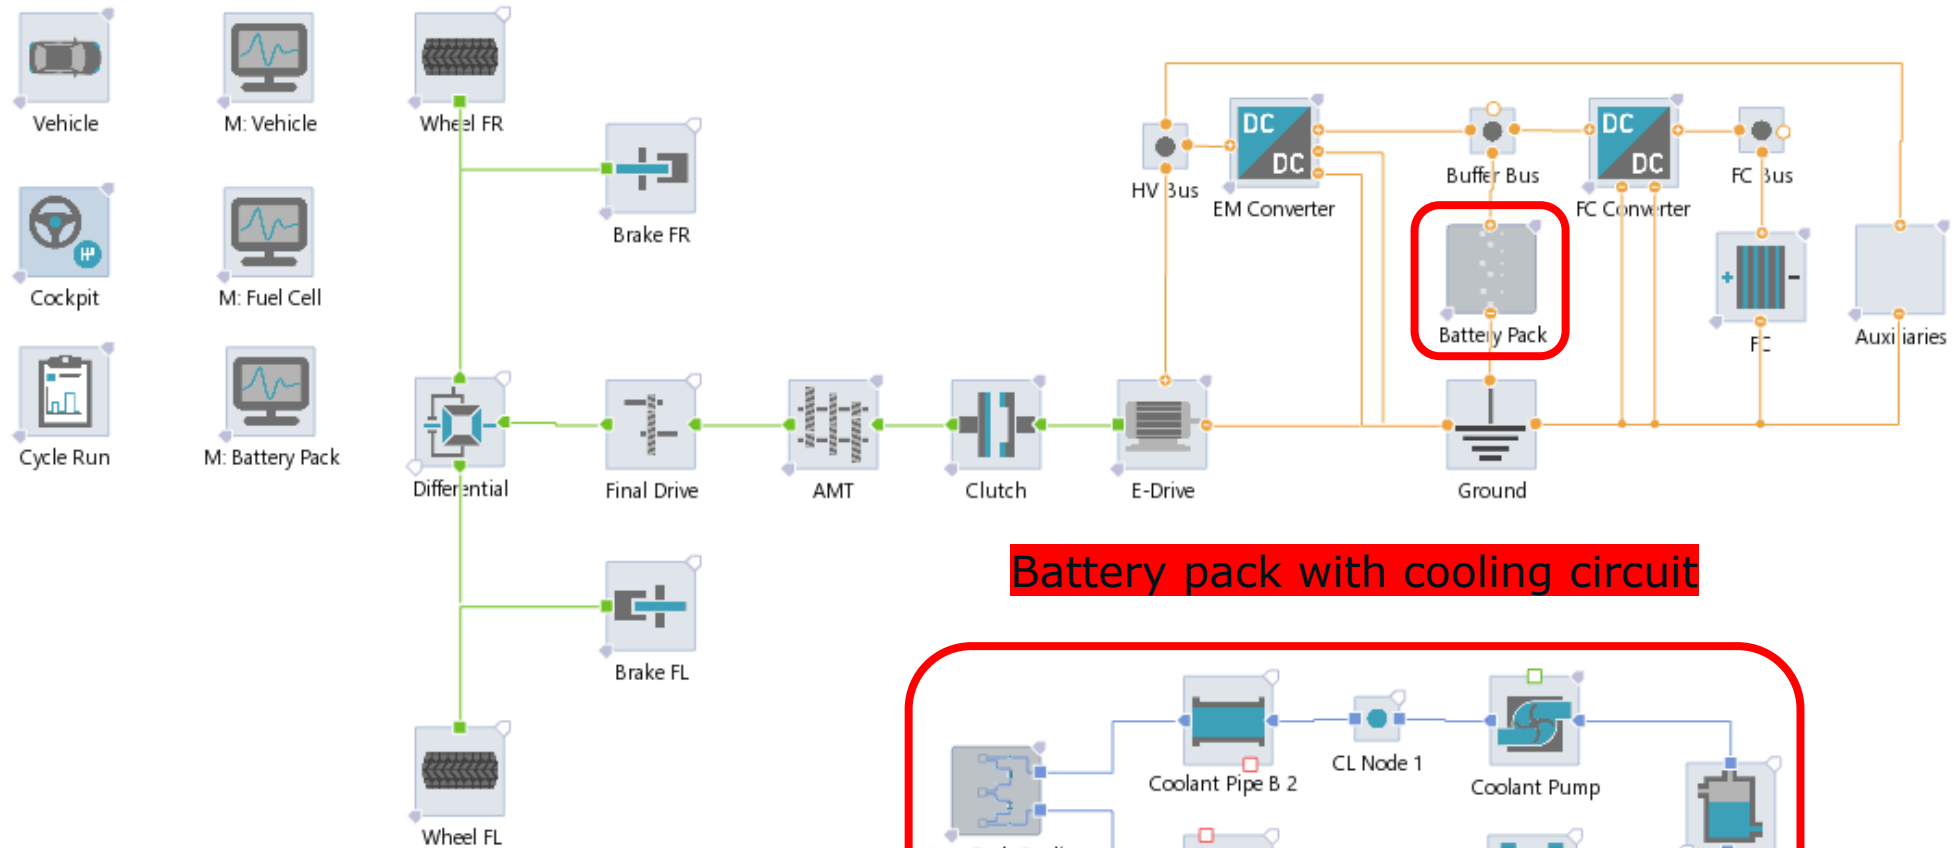 Vehicle
M: Vehicle
Wheel FR
Brake FR
HV Bus
DC
DC
EM Converter
Buffer Bus
DC
DC
FC Converter
FC Bus
Cockpit
M: Fuel Cell
Battery Pack
FC
Auxiliaries
Cycle Run
M: Battery Pack
Differential
Final Drive
AMT
Clutch
E-Drive
Ground
Battery pack with cooling circuit
Brake FL
Coolant Pipe B 2
CL Node 1
Coolant Pump
Wheel FL